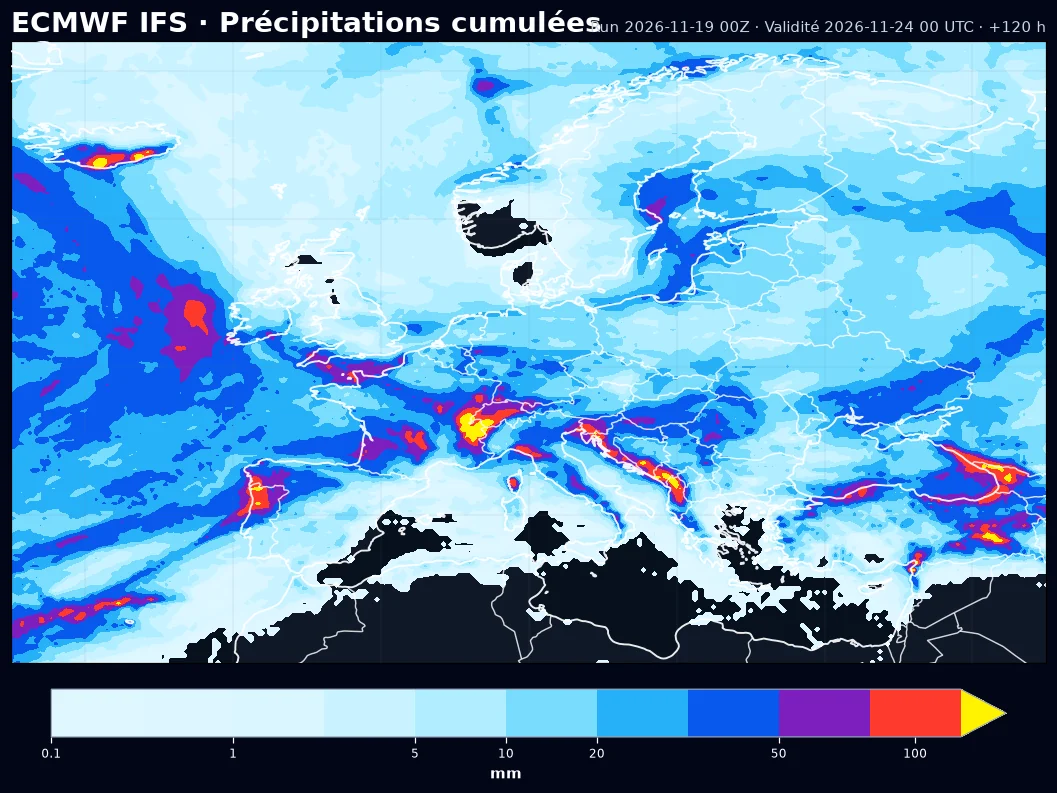 ECMWF IFS · Précipitations cumulées
Run 2026-11-19 00Z · Validité 2026-11-24 00 UTC · +120 h
0.1 1 5 10 20 50 100
mm